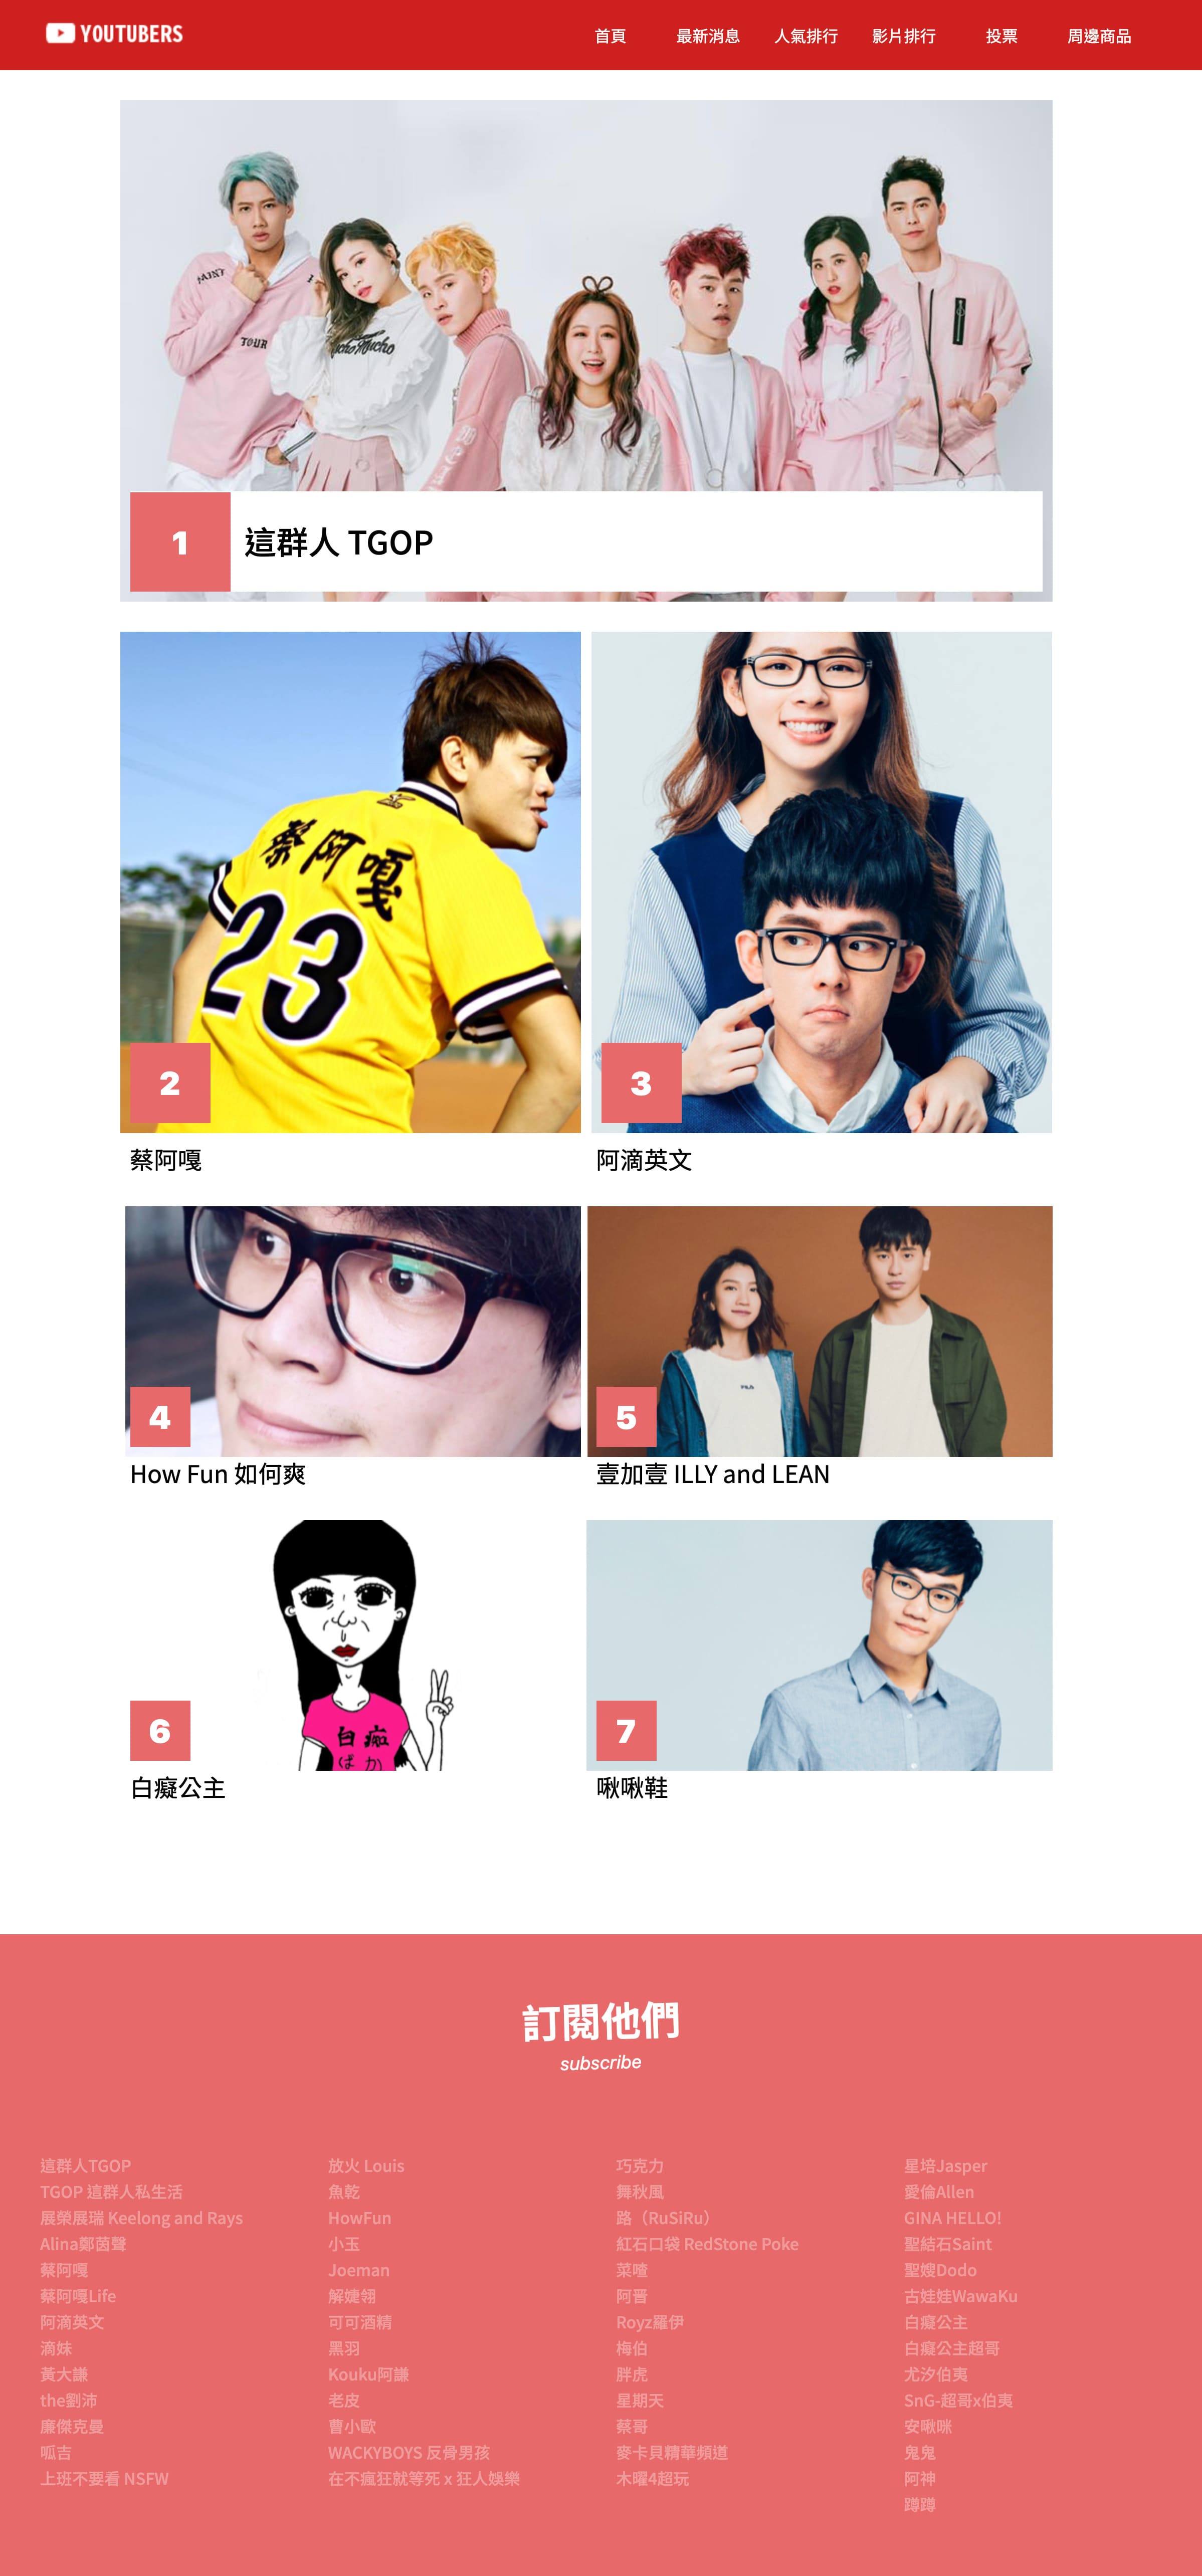 YOUTUBERS
首頁 最新消息 人氣排行 影片排行 投票 周邊商品
TOUR
1 這群人 TGOP
蔡阿嘎
23
2
3
蔡阿嘎
阿滴英文
4
5
How Fun 如何爽
壹加壹 ILLY and LEAN
白癡
ばか
6
7
白癡公主
啾啾鞋
訂閱他們
subscribe
這群人TGOP
TGOP 這群人私生活
展榮展瑞 Keelong and Rays
Alina鄭茵聲
蔡阿嘎
蔡阿嘎Life
阿滴英文
滴妹
黃大謙
the劉沛
廉傑克曼
呱吉
上班不要看 NSFW
放火 Louis
魚乾
HowFun
小玉
Joeman
解婕翎
可可酒精
黑羽
Kouku阿謙
老皮
曹小歐
WACKYBOYS 反骨男孩
在不瘋狂就等死 x 狂人娛樂
巧克力
舞秋風
路（RuSiRu）
紅石口袋 RedStone Poke
菜喳
阿晋
Royz羅伊
梅伯
胖虎
星期天
蔡哥
麥卡貝精華頻道
木曜4超玩
星培Jasper
愛倫Allen
GINA HELLO!
聖結石Saint
聖嫂Dodo
古娃娃WawaKu
白癡公主
白癡公主超哥
尤汐伯夷
SnG-超哥x伯夷
安啾咪
鬼鬼
阿神
蹲蹲